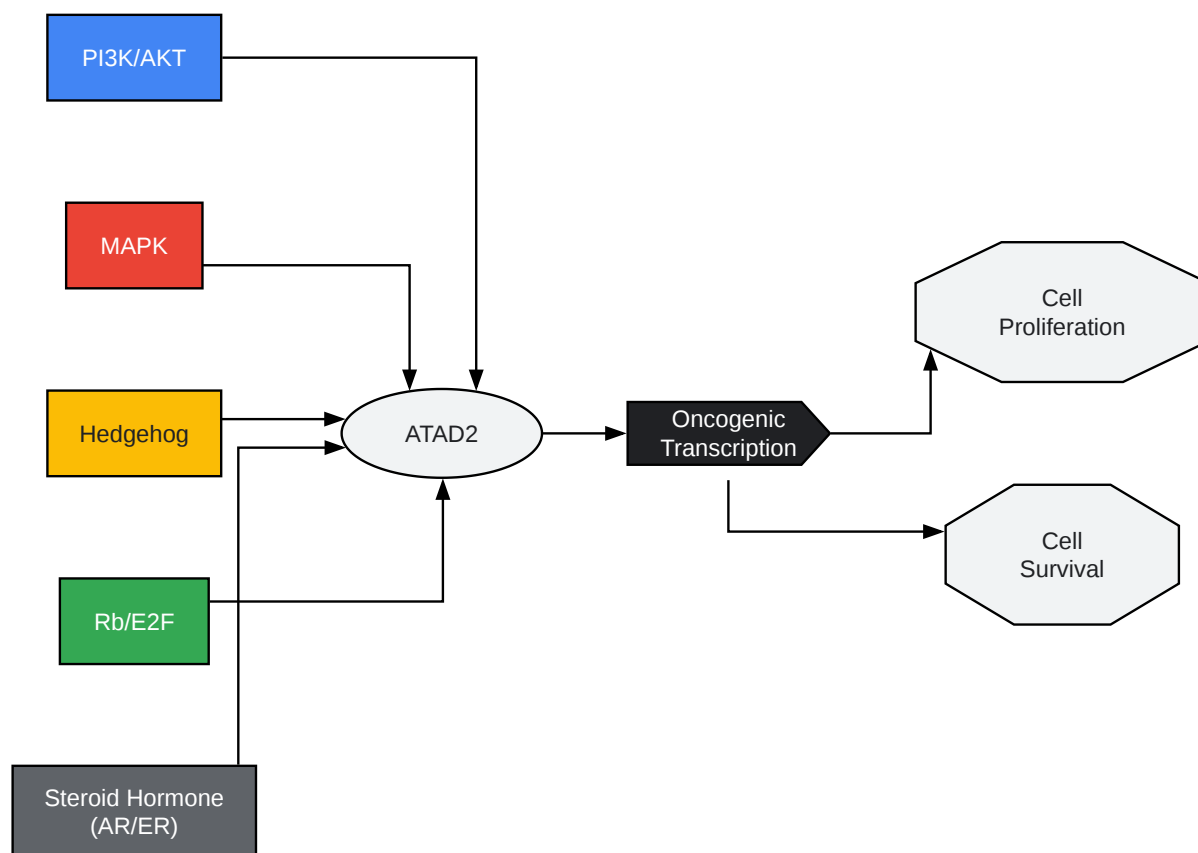 PI3K/AKT
MAPK
Hedgehog
Rb/E2F
Steroid Hormone
(AR/ER)
ATAD2
Oncogenic
Transcription
Cell
Proliferation
Cell
Survival